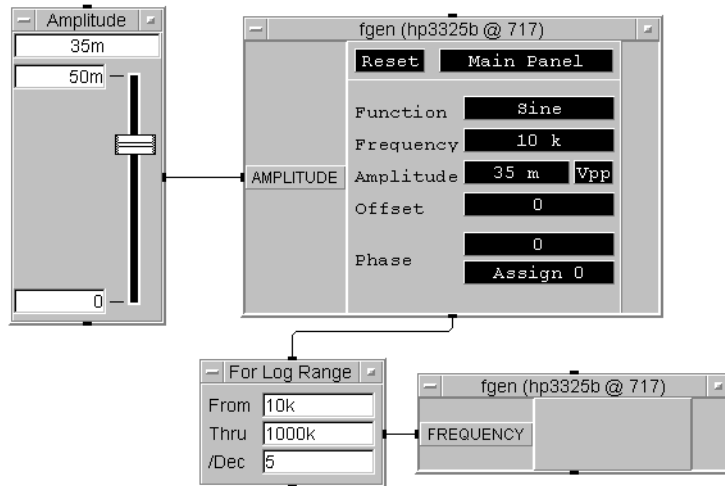 Amplitude
35m
50m
0
fgen (hp3325b @ 717)
Reset Main Panel
Function Sine
Frequency 10 k
AMPLITUDE Amplitude 35 m Vpp
Offset 0
Phase 0
Assign 0
For Log Range
From 10k
Thru 1000k
/Dec 5
fgen (hp3325b @ 717)
FREQUENCY